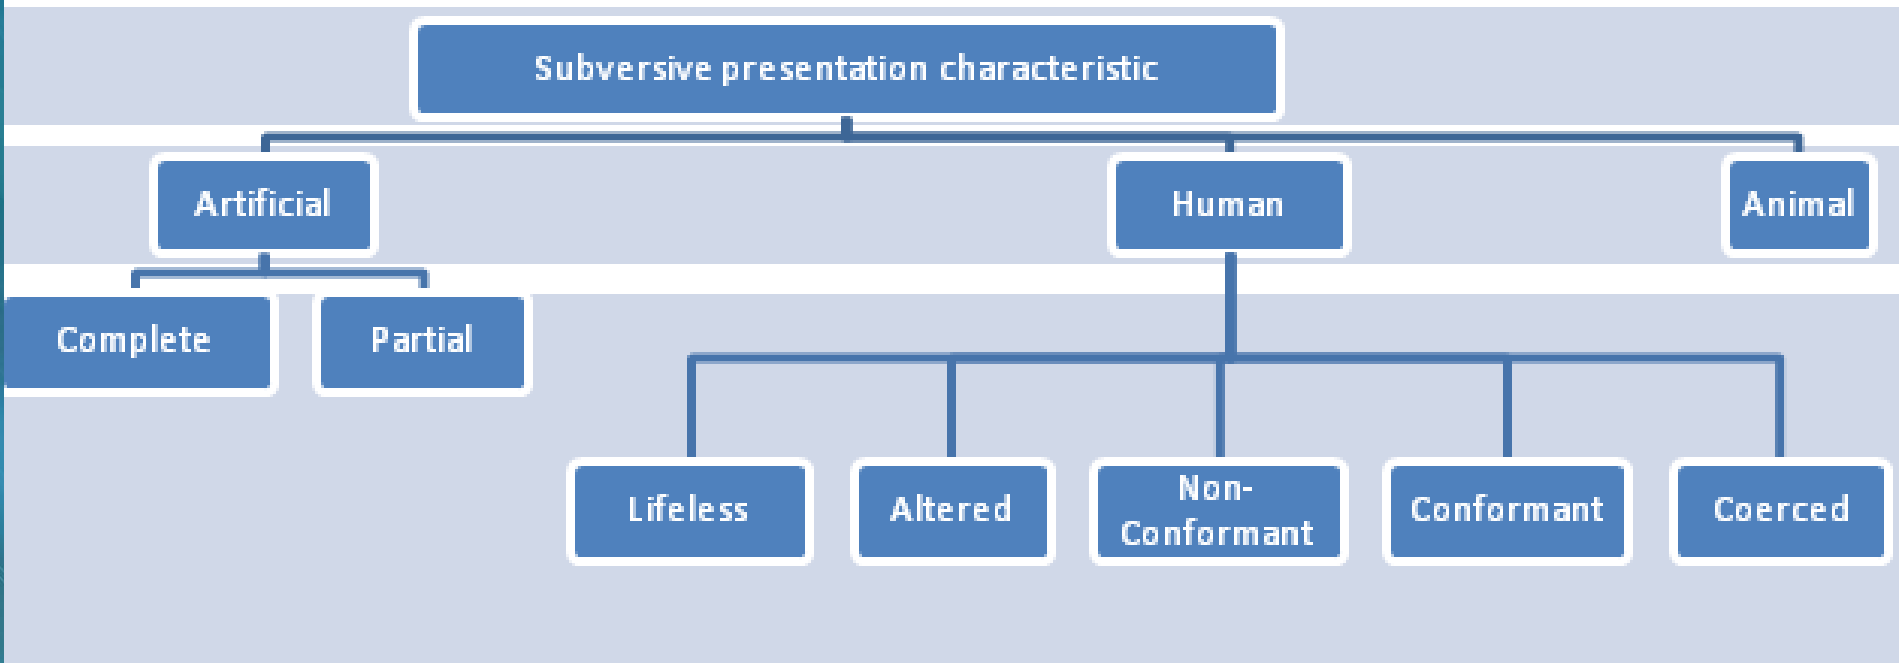 Subversive presentation characteristic
Artificial
Human
Animal
Complete
Partial
Lifeless
Altered
Non-
Conformant
Conformant
Coerced